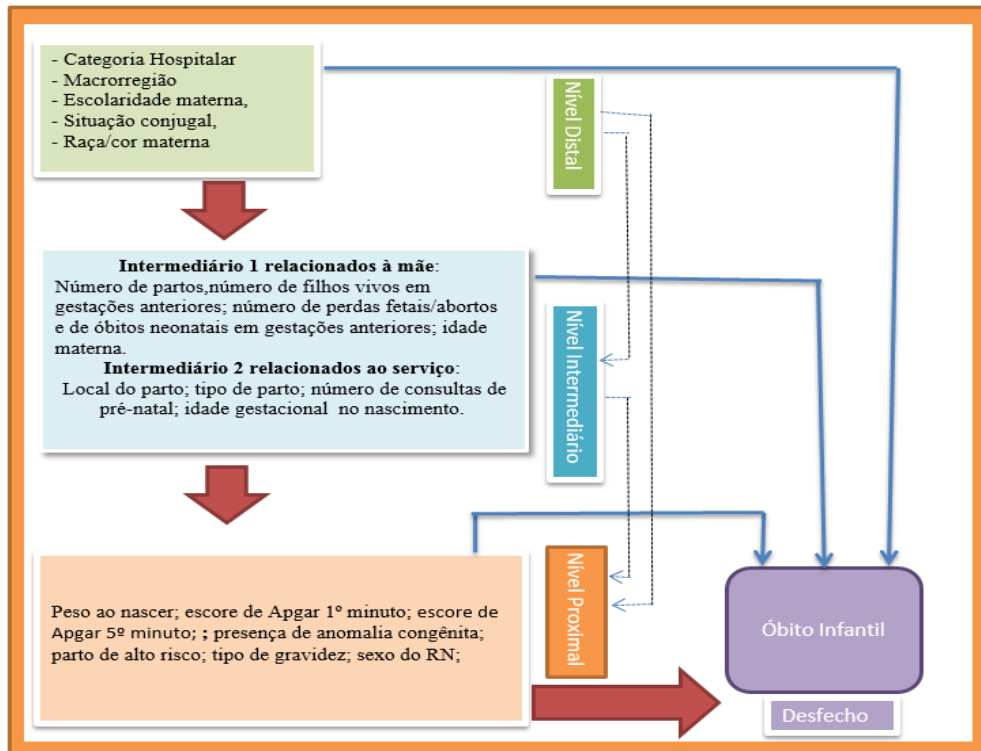 - Categoria Hospitalar
- Macrorregião
- Escolaridade materna,
- Situação conjugal,
- Raça/cor materna
Nível Distal
Intermediário 1 relacionados à mãe:
Número de partos,número de filhos vivos em
gestações anteriores; número de perdas fetais/abortos
e de óbitos neonatais em gestações anteriores; idade
materna.
Intermediário 2 relacionados ao serviço:
Local do parto; tipo de parto; número de consultas de
pré-natal; idade gestacional no nascimento.
Nível Intermediário
Peso ao nascer; escore de Apgar 1º minuto; escore de
Apgar 5º minuto; ; presença de anomalia congênita;
parto de alto risco; tipo de gravidez; sexo do RN;
Nível Proximal
Óbito Infantil
Desfecho